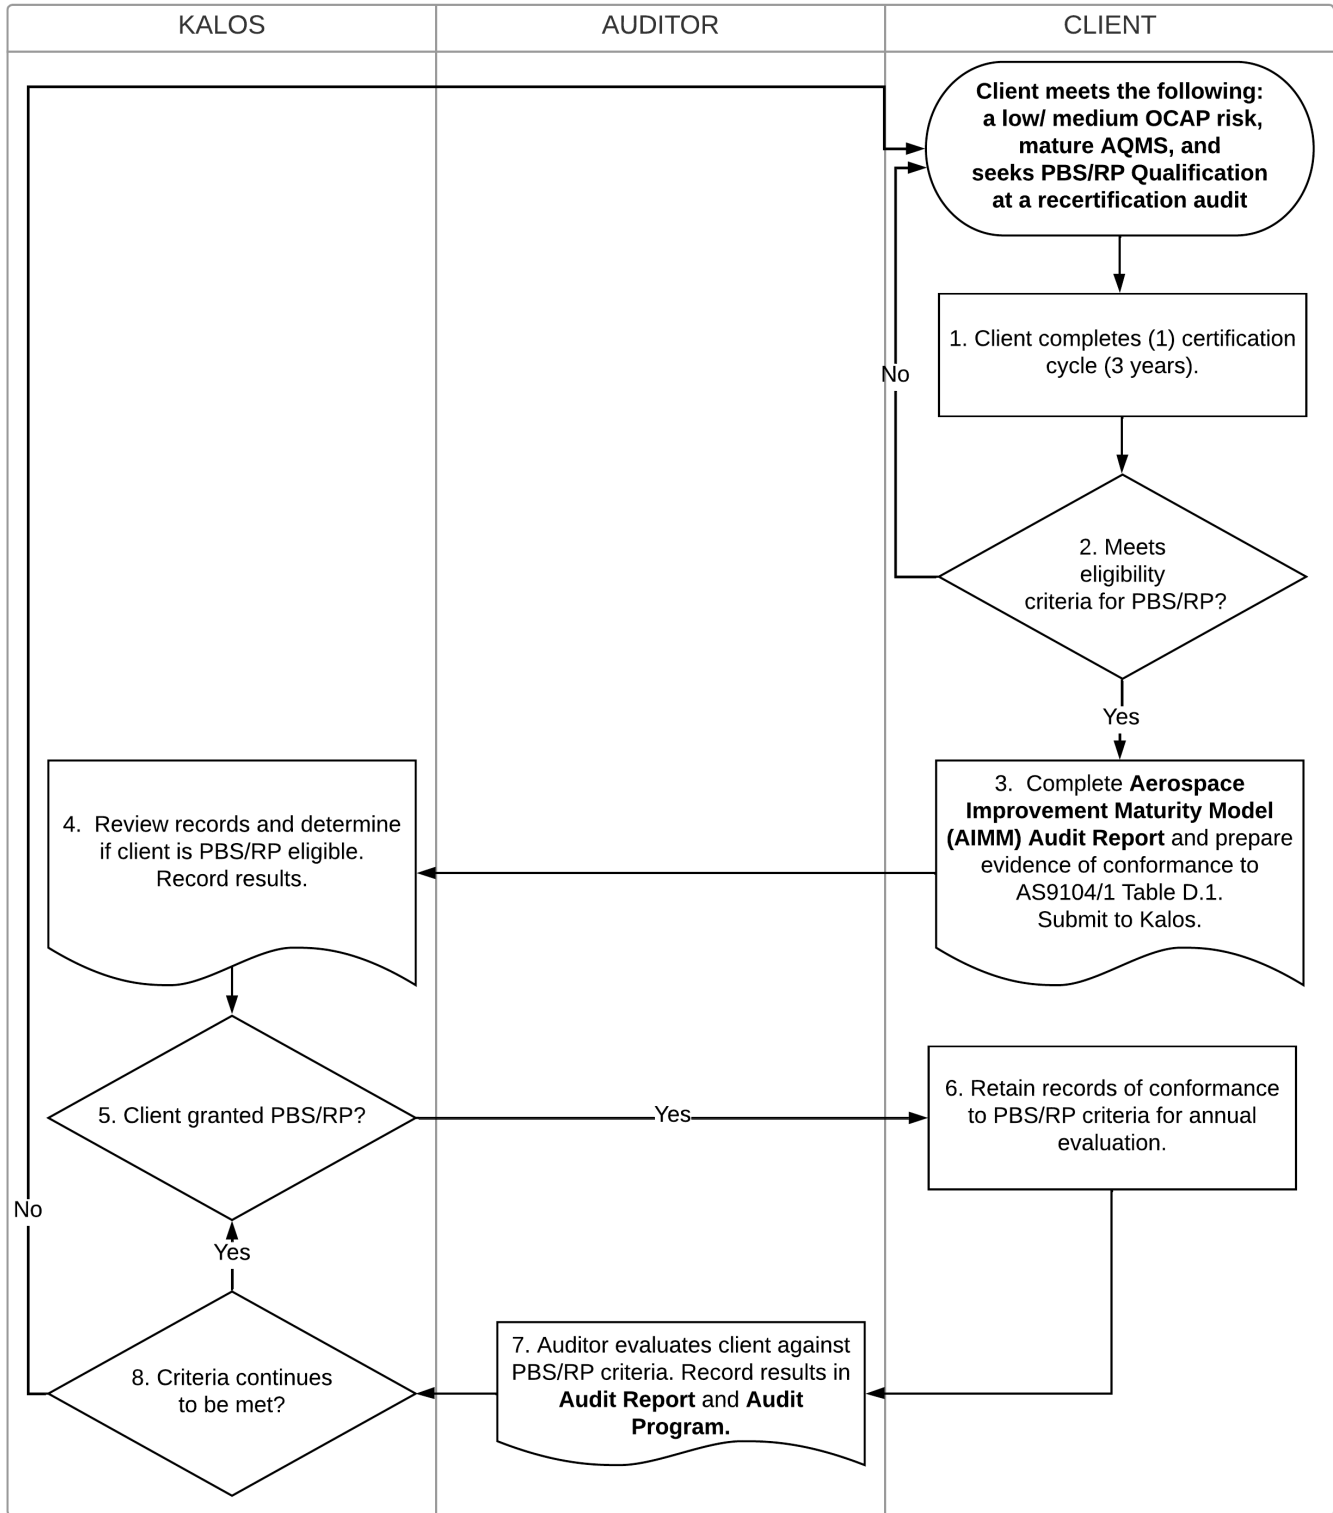 KALOS
AUDITOR
CLIENT
Client meets the following:
a low/ medium OCAP risk,
mature AQMS, and
seeks PBS/RP Qualification
at a recertification audit
1. Client completes (1) certification
cycle (3 years).
No
2. Meets
eligibility
criteria for PBS/RP?
Yes
3. Complete Aerospace
Improvement Maturity Model
(AIMM) Audit Report and prepare
evidence of conformance to
AS9104/1 Table D.1.
Submit to Kalos.
4. Review records and determine
if client is PBS/RP eligible.
Record results.
5. Client granted PBS/RP?
Yes
6. Retain records of conformance
to PBS/RP criteria for annual
evaluation.
7. Auditor evaluates client against
PBS/RP criteria. Record results in
Audit Report and Audit
Program.
8. Criteria continues
to be met?
Yes
No